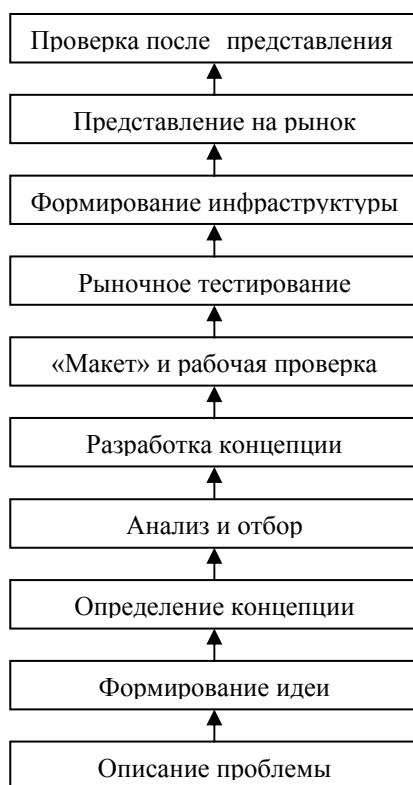 Проверка после представления
Представление на рынок
Формирование инфраструктуры
Рыночное тестирование
«Макет» и рабочая проверка
Разработка концепции
Анализ и отбор
Определение концепции
Формирование идеи
Описание проблемы